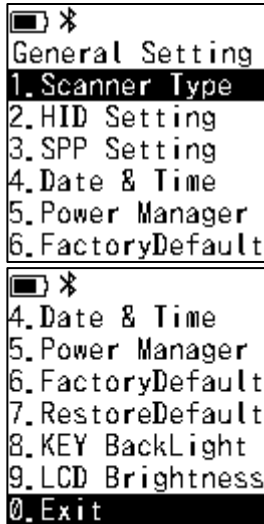 General Setting
1.Scanner Type
2.HID Setting
3.SPP Setting
4.Date & Time
5.Power Manager
6.FactoryDefault
4.Date & Time
5.Power Manager
6.FactoryDefault
7.RestoreDefault
8.KEY BackLight
9.LCD Brightness
0.Exit